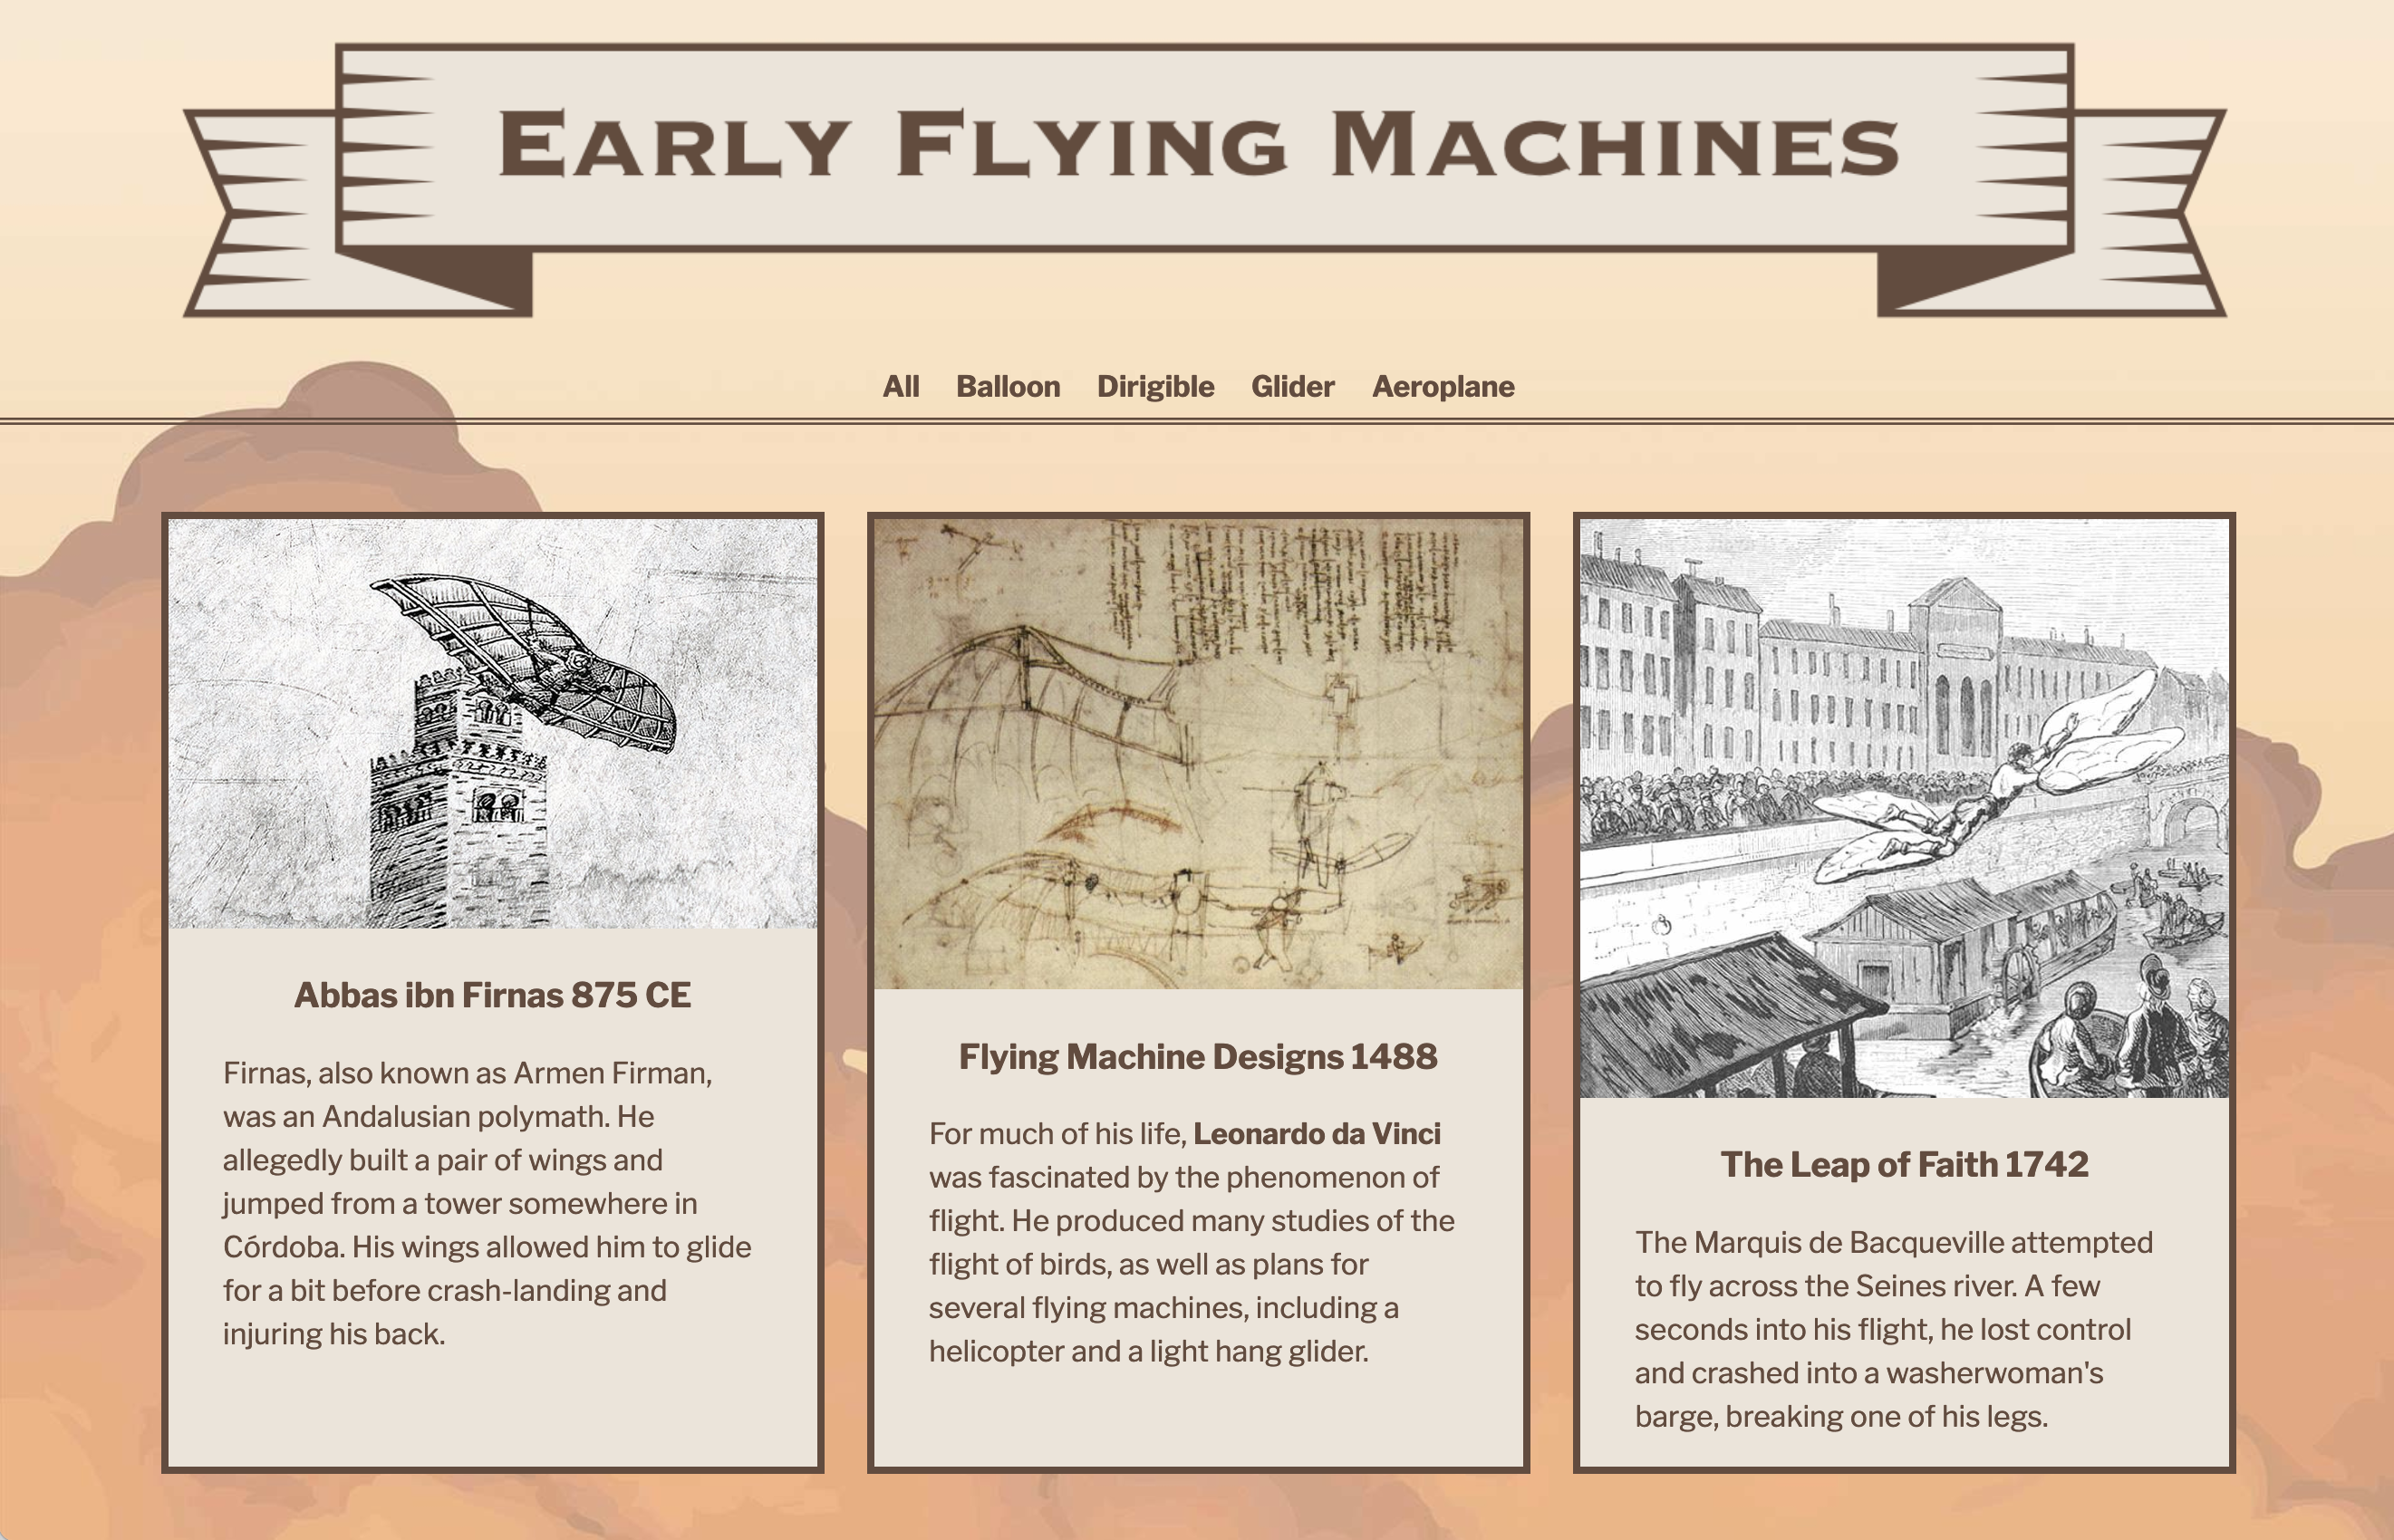 Early Flying Machines
All Balloon Dirigible Glider Aeroplane
Abbas ibn Firnas 875 CE
Firnas, also known as Armen Firman,
was an Andalusian polymath. He
allegedly built a pair of wings and
jumped from a tower somewhere in
Córdoba. His wings allowed him to glide
for a bit before crash-landing and
injuring his back.
Flying Machine Designs 1488
For much of his life, Leonardo da Vinci
was fascinated by the phenomenon of
flight. He produced many studies of the
flight of birds, as well as plans for
several flying machines, including a
helicopter and a light hang glider.
The Leap of Faith 1742
The Marquis de Bacqueville attempted
to fly across the Seines river. A few
seconds into his flight, he lost control
and crashed into a washerwoman's
barge, breaking one of his legs.